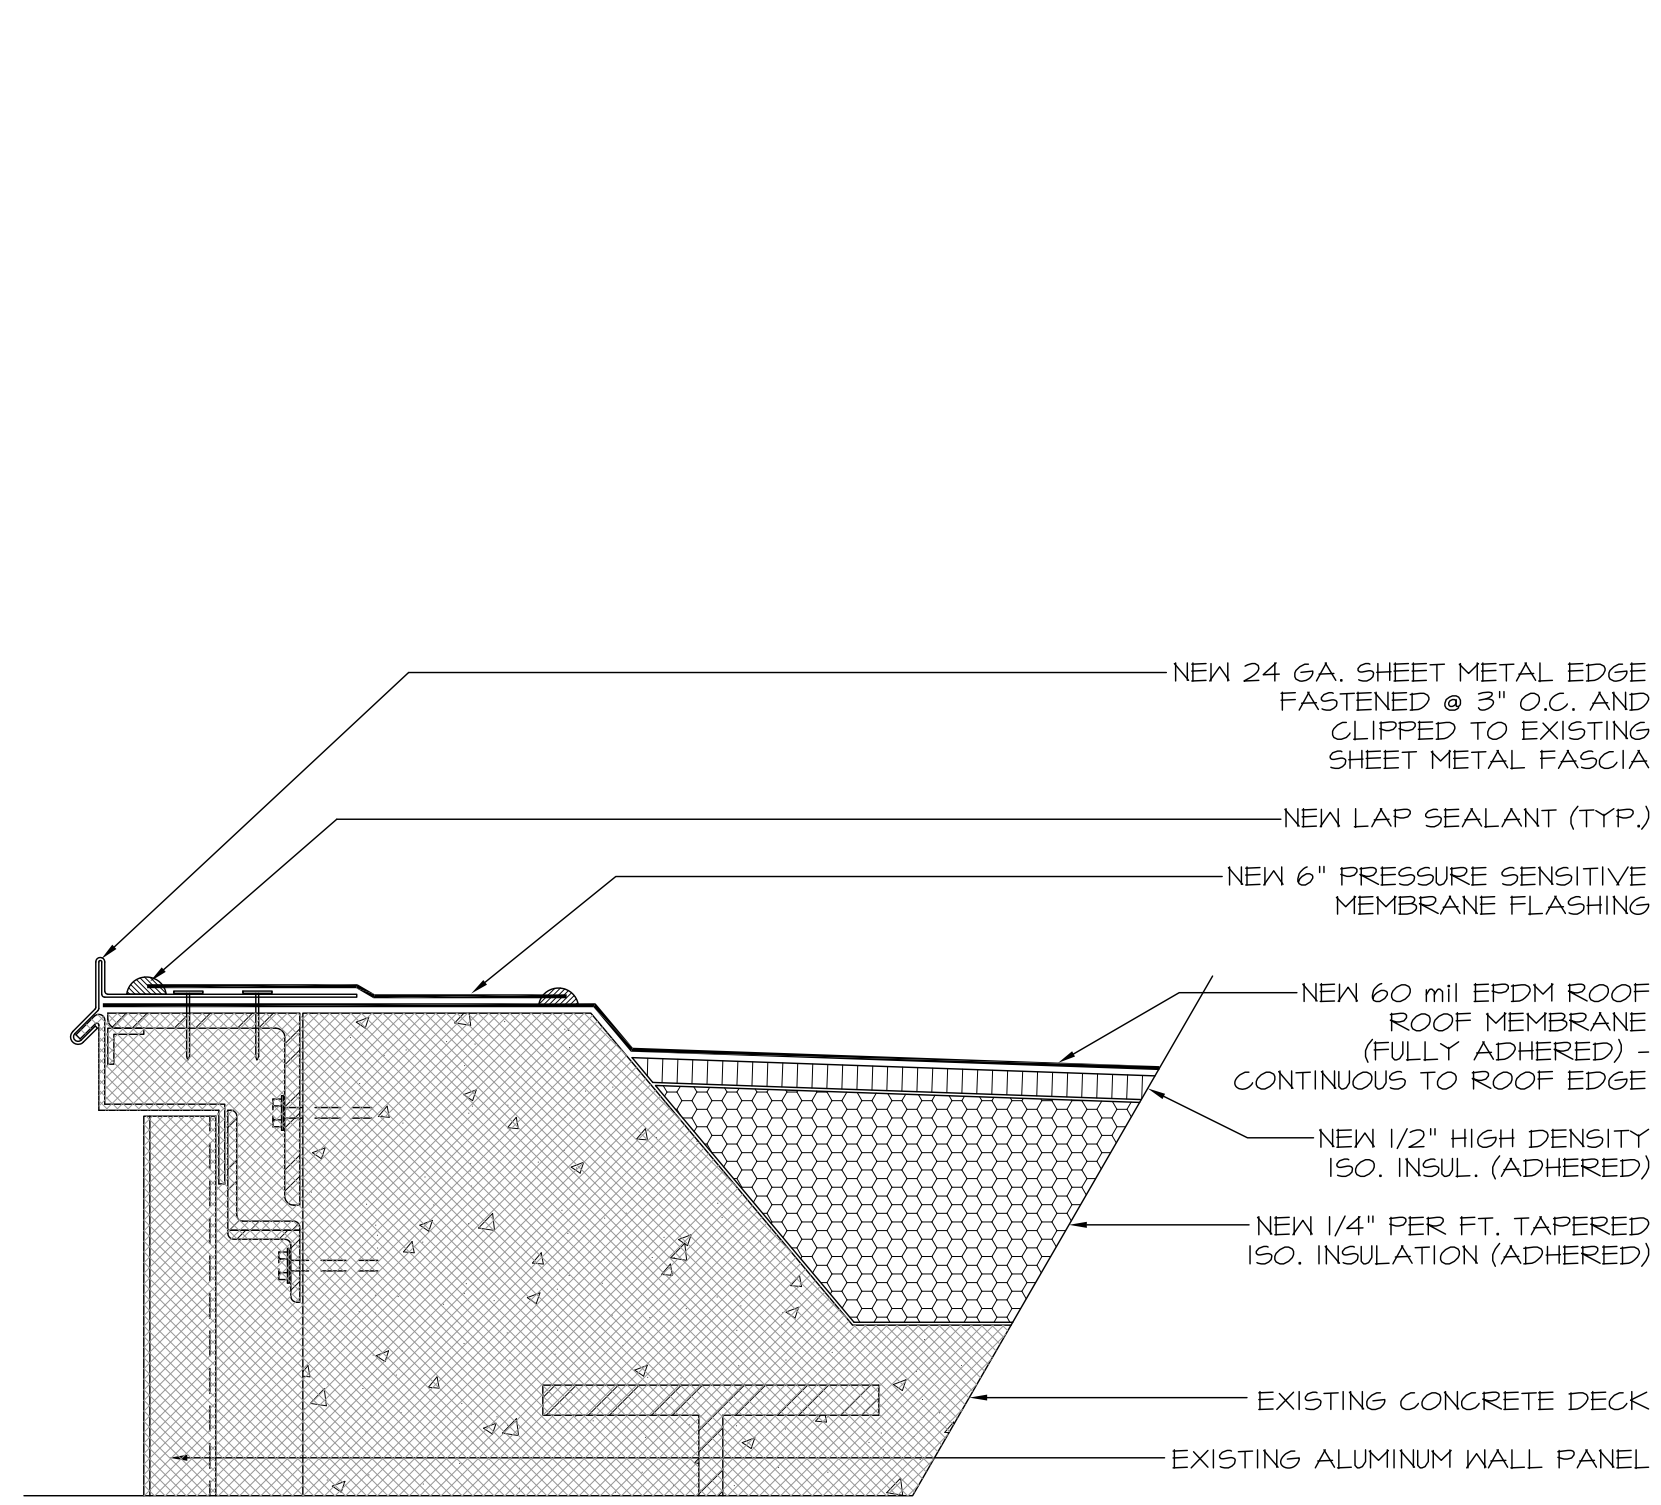 NEW 24 GA. SHEET METAL EDGE
FASTENED @ 3" O.C. AND
CLIPPED TO EXISTING
SHEET METAL FASCIA
NEW LAP SEALANT (TYP.)
NEW 6" PRESSURE SENSITIVE
MEMBRANE FLASHING
NEW 60 mil EPDM ROOF
ROOF MEMBRANE
(FULLY ADHERED) -
CONTINUOUS TO ROOF EDGE
NEW 1/2" HIGH DENSITY
ISO. INSUL. (ADHERED)
NEW 1/4" PER FT. TAPERED
ISO. INSULATION (ADHERED)
EXISTING CONCRETE DECK
EXISTING ALUMINUM WALL PANEL